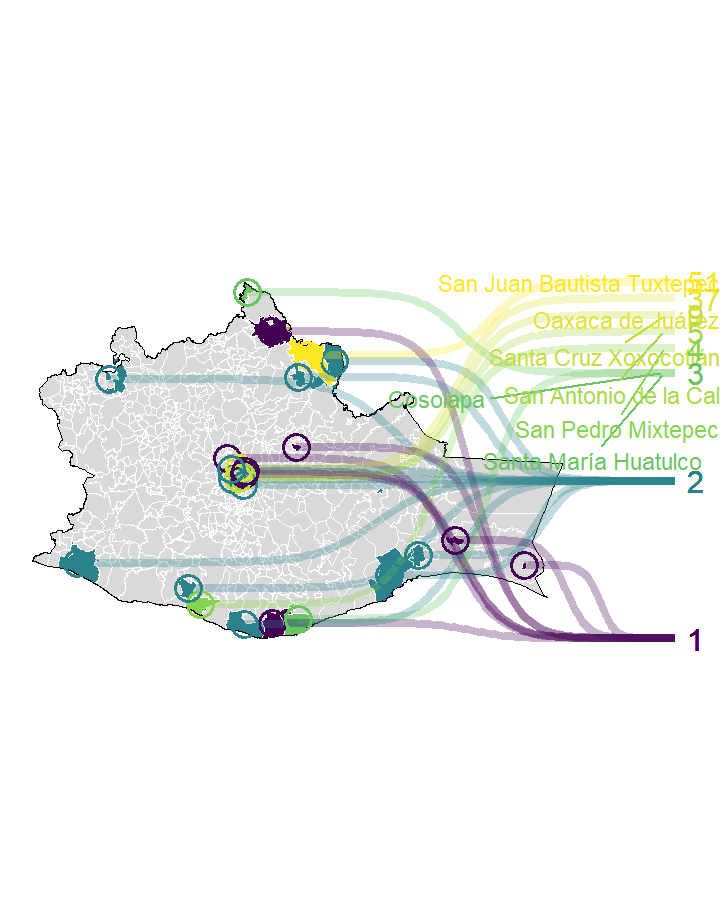 San Juan Bautista Tuxtepec
51
37
Oaxaca de Juárez
5
Santa Cruz Xoxocotlán
4
3
San Antonio de la Cal
Cosolapa
San Pedro Mixtepec
Santa María Huatulco
2
1